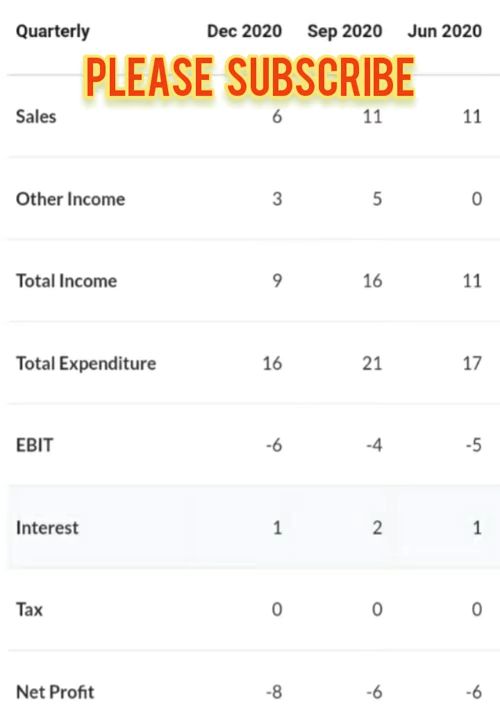 Quarterly Dec 2020 Sep 2020 Jun 2020
PLEASE SUBSCRIBE
Sales 6 11 11
Other Income 3 5 0
Total Income 9 16 11
Total Expenditure 16 21 17
EBIT -6 -4 -5
Interest 1 2 1
Tax 0 0 0
Net Profit -8 -6 -6